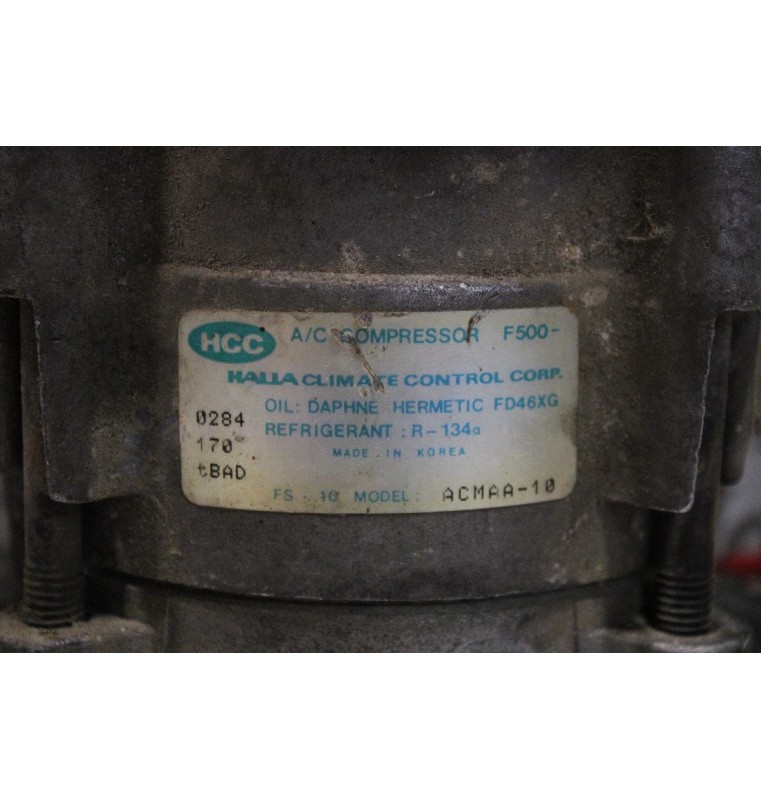 HCC A/C COMPRESSOR F500-
HALLA CLIMATE CONTROL CORP.
OIL: DAPHNE HERMETIC FD46XG
0284 REFRIGERANT : R-134a
170 MADE IN KOREA
tBAD
FS - 10 MODEL: ACMAA-10